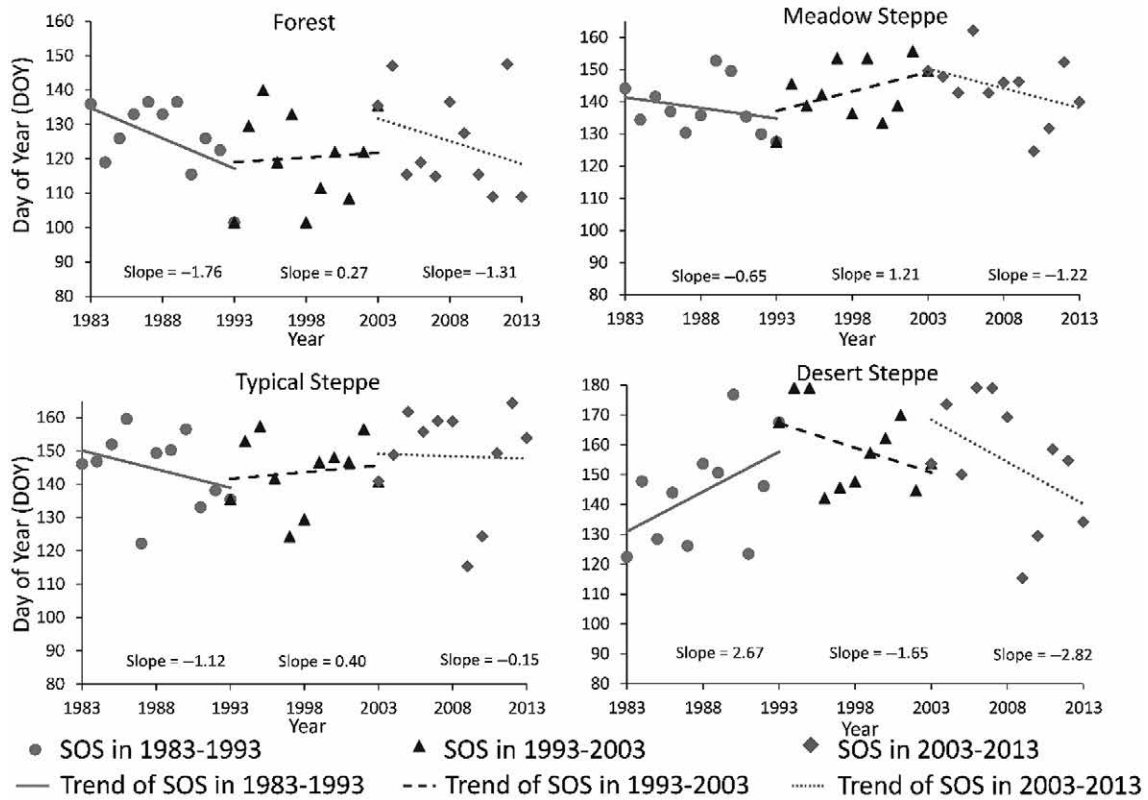 Forest
Day of Year (DOY)
160
150
140
130
120
110
100
90
80
Slope = −1.76
Slope = 0.27
Slope = −1.31
1983
1988
1993
1998
2003
2008
2013
Year
Meadow Steppe
160
150
140
130
120
110
100
90
80
Slope= −0.65
Slope = 1.21
Slope = −1.22
1983
1988
1993
1998
2003
2008
2013
Year
Typical Steppe
Day of Year (DOY)
160
150
140
130
120
110
100
90
80
Slope = −1.12
Slope = 0.40
Slope = −0.15
1983
1988
1993
1998
2003
2008
2013
Year
Desert Steppe
180
170
160
150
140
130
120
110
100
90
80
Slope = 2.67
Slope = −1.65
Slope = −2.82
1983
1988
1993
1998
2003
2008
2013
Year
SOS in 1983-1993
SOS in 1993-2003
SOS in 2003-2013
Trend of SOS in 1983-1993
Trend of SOS in 1993-2003
Trend of SOS in 2003-2013